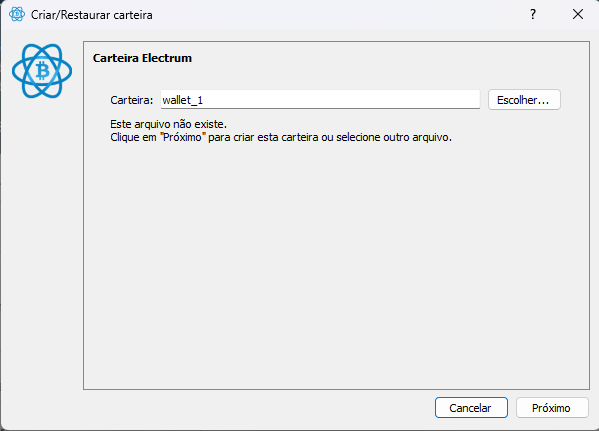 Criar/Restaurar carteira
?
Carteira Electrum
Carteira: wallet_1 Escolher...
Este arquivo não existe.
Clique em "Próximo" para criar esta carteira ou selecione outro arquivo.
Cancelar Próximo